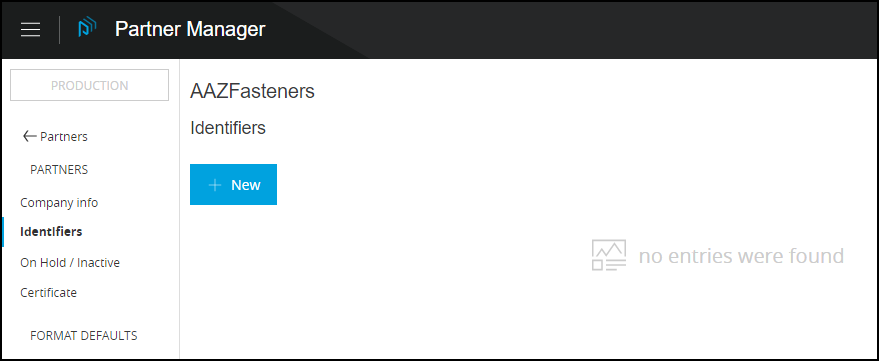 Partner Manager
PRODUCTION
Partners
PARTNERS
Company info
Identifiers
On Hold / Inactive
Certificate
FORMAT DEFAULTS
AAZFasteners
Identifiers
New
no entries were found